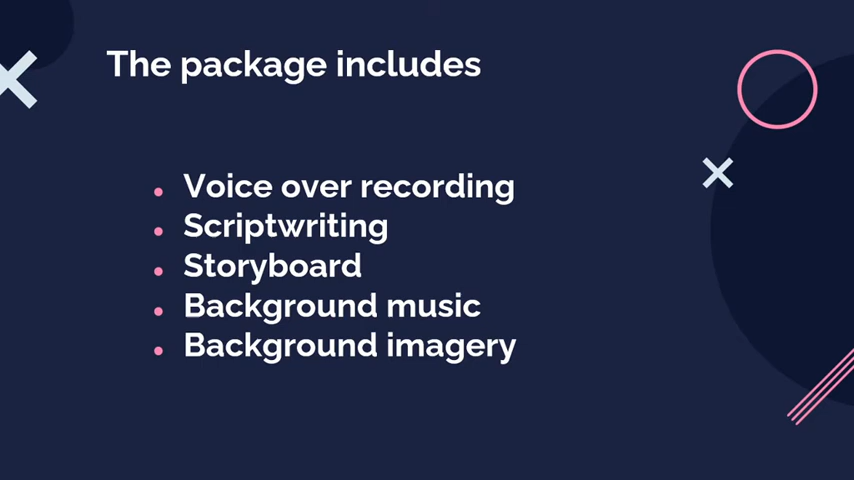 The package includes
Voice over recording
Scriptwriting
Storyboard
Background music
Background imagery